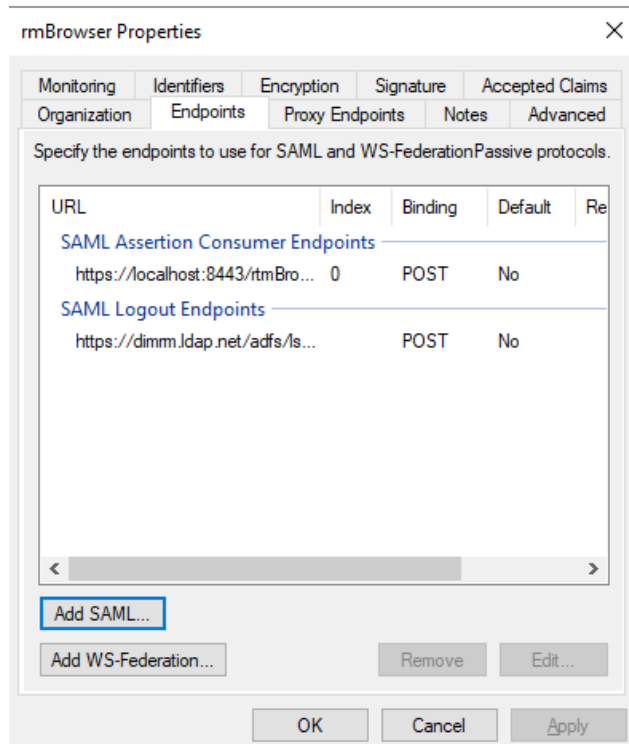 rmBrowser Properties
Monitoring Identifiers Encryption Signature Accepted Claims
Organization Endpoints Proxy Endpoints Notes Advanced
Specify the endpoints to use for SAML and WS-FederationPassive protocols.
URL Index Binding Default Re
SAML Assertion Consumer Endpoints
https://localhost:8443/rtmBro... 0 POST No
SAML Logout Endpoints
https://dimrm.ldap.net/adfs/ls... POST No
Add SAML...
Add WS-Federation... Remove Edit...
OK Cancel Apply